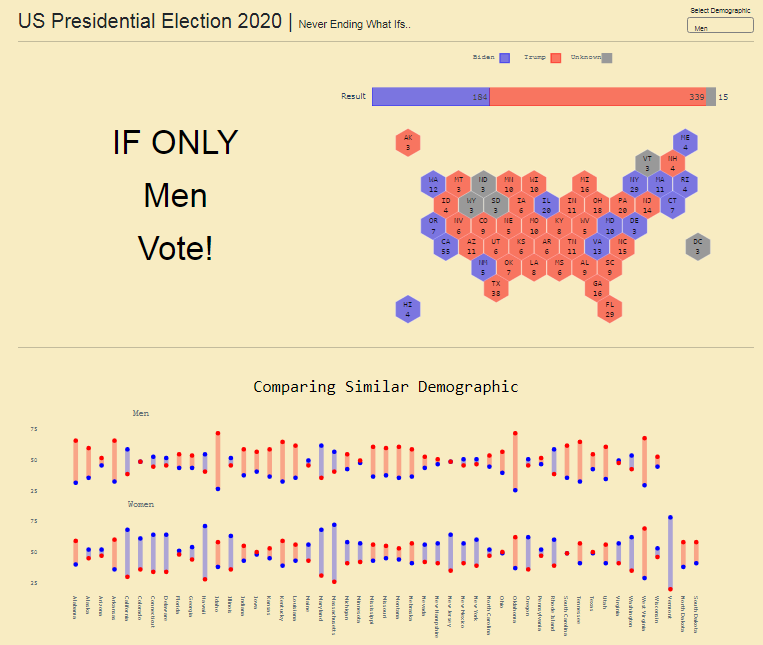 US Presidential Election 2020 | Never Ending What Ifs..
Select Demographic
Men
Biden Trump Unknown
Result 184 339 15
IF ONLY
Men
Vote!
AK
3
ME
4
VT
3
NH
4
WA
12
MT
3
ND
3
MN
10
WI
10
MI
16
NY
29
MA
11
RI
4
ID
4
WY
3
SD
3
IA
6
IL
20
IN
11
OH
18
PA
20
NJ
14
CT
7
OR
7
NV
6
CO
9
NE
5
MO
10
KY
8
WV
5
MD
10
DE
3
CA
55
AZ
11
UT
6
KS
6
AR
6
TN
11
VA
13
NC
15
DC
3
NM
5
OK
7
LA
8
MS
6
AL
9
SC
9
TX
38
GA
16
HI
4
FL
29
Comparing Similar Demographic
Men
75
50
25
Women
75
50
25
Alabama
Alaska
Arizona
Arkansas
California
Colorado
Connecticut
Delaware
Florida
Georgia
Hawaii
Idaho
Illinois
Indiana
Iowa
Kansas
Kentucky
Louisiana
Maine
Maryland
Massachusetts
Michigan
Minnesota
Mississippi
Missouri
Montana
Nebraska
Nevada
New Hampshire
New Jersey
New Mexico
New York
North Carolina
Ohio
Oklahoma
Oregon
Pennsylvania
Rhode Island
South Carolina
Tennessee
Texas
Utah
Virginia
Washington
West Virginia
Wisconsin
Vermont
North Dakota
South Dakota